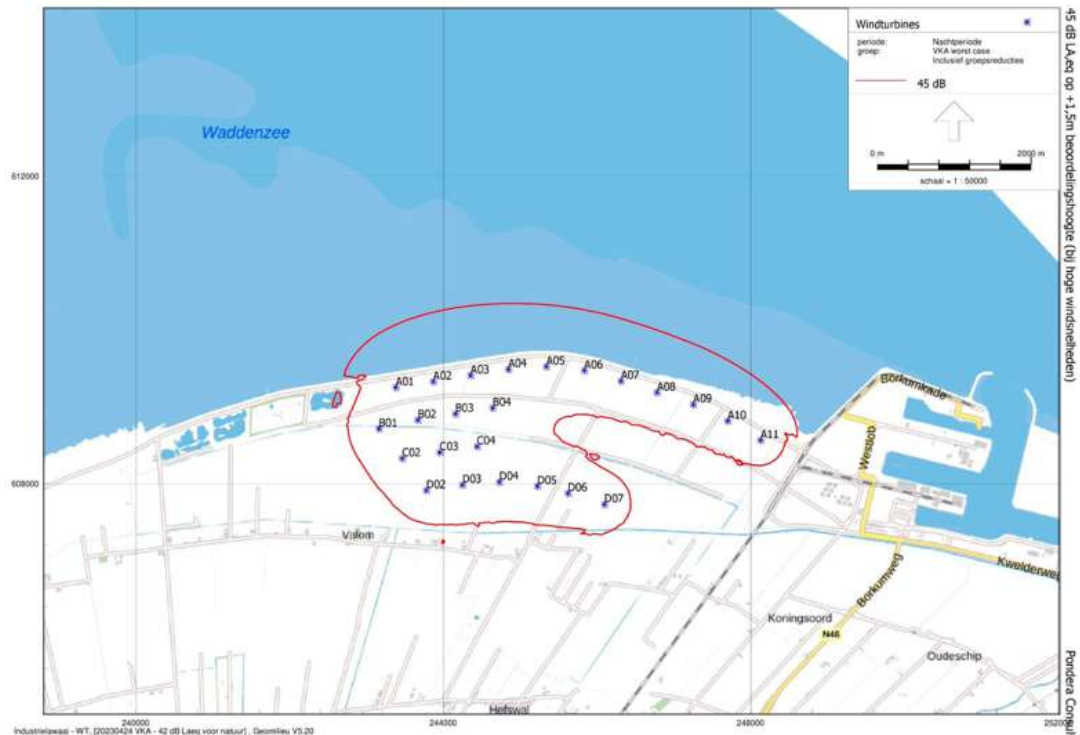 Windturbines
periode: Nachtperiode
groep: VKA worst case
Inclusief groepsreducties
45 dB
0 m 2000 m
schaal = 1 : 50000
45 dB LA,eq op +1,5m beoordelingshoogte (bij hoge windsnelheden)
Waddenzee
612000
A01
A02
A03
A04
A05
A06
A07
A08
A09
A10
A11
B01
B02
B03
B04
C02
C03
C04
D02
D03
D04
D05
D06
D07
Borkumkade
Westlob
608000
Valom
Kwelderweg
Borkumweg
Koningsoord
N46
Oudeschip
Hefswal
Pondera Consul
240000
244000
248000
252000
Industrielawaai - WT, [20230424 VKA - 42 dB Laeq voor natuur] , Geomilieu V5.20